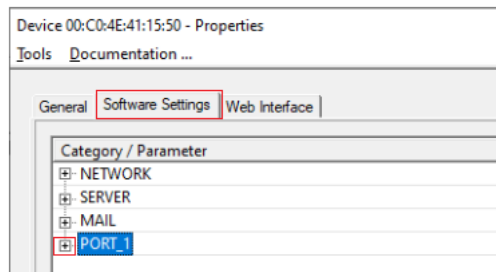 Device 00:C0:4E:41:15:50 - Properties
Tools Documentation ...
General Software Settings Web Interface
Category / Parameter
NETWORK
SERVER
MAIL
PORT_1